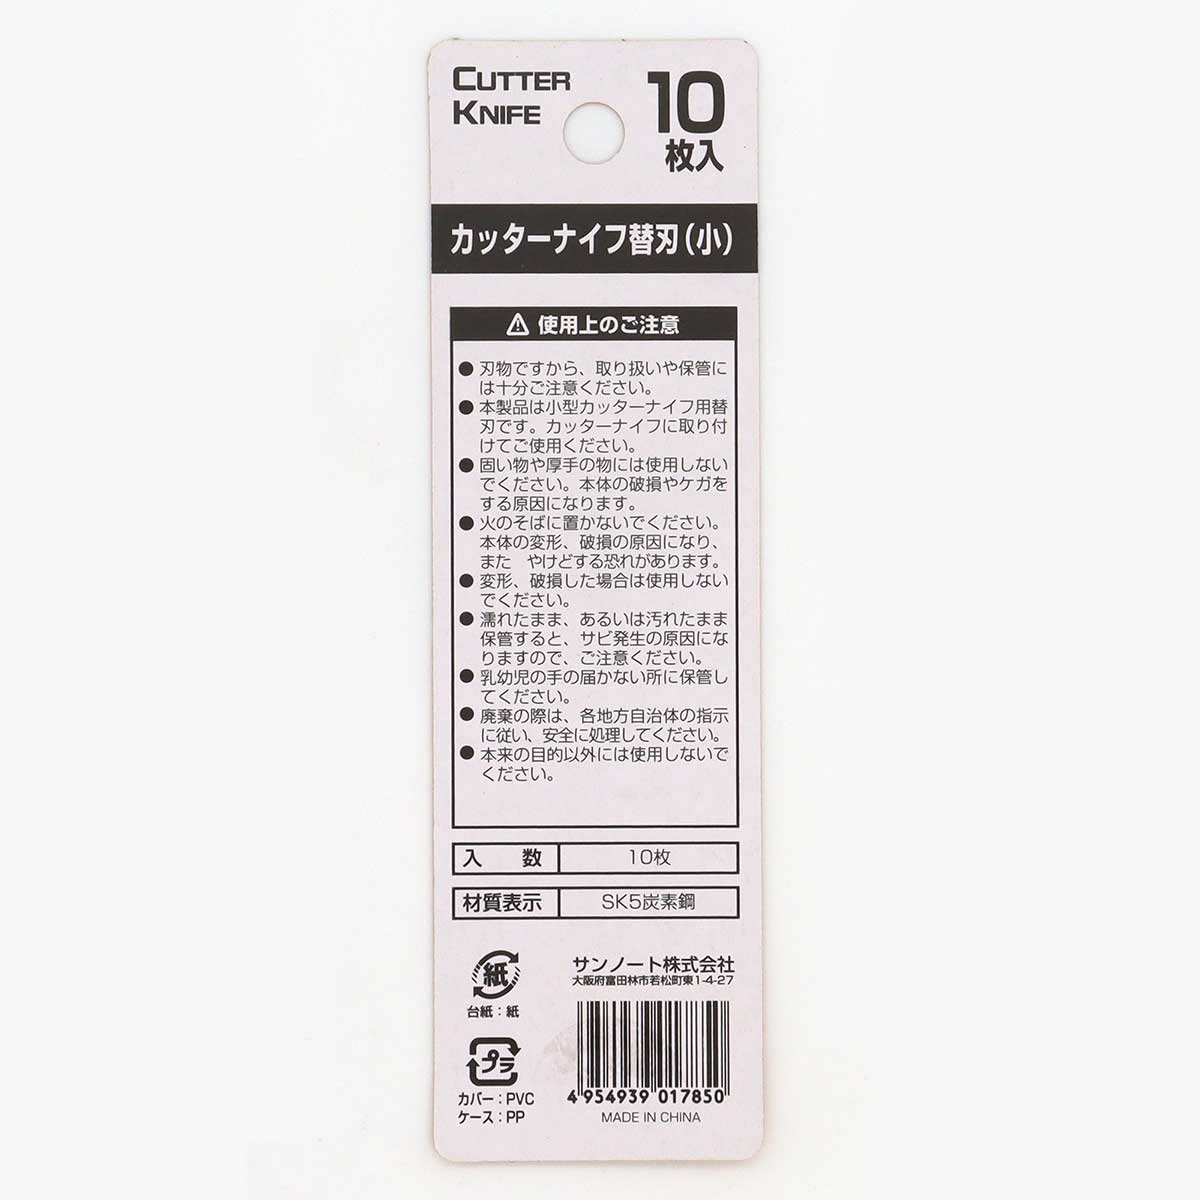 CUTTER
KNIFE
10
枚入
カッターナイフ替刃(小)
使用上のご注意
● 刃物ですから、取り扱いや保管に
は十分ご注意ください。
● 本製品は小型カッターナイフ用替
刃です。カッターナイフに取り付
けてご使用ください。
● 固い物や厚手の物には使用しない
でください。本体の破損やケガを
する原因になります。
● 火のそばに置かないでください。
本体の変形、破損の原因になり、
また やけどする恐れがあります。
● 変形、破損した場合は使用しない
でください。
● 濡れたまま、あるいは汚れたまま
保管すると、サビ発生の原因にな
りますので、ご注意ください。
● 乳幼児の手の届かない所に保管し
てください。
● 廃棄の際は、各地方自治体の指示
に従い、安全に処理してください。
● 本来の目的以外には使用しないで
ください。
入 数 10枚
材質表示 SK5炭素鋼
紙
台紙:紙
プラ
カバー:PVC
ケース:PP
サンノート株式会社
大阪府富田林市若松町東1-4-27
4 954939 017850
MADE IN CHINA